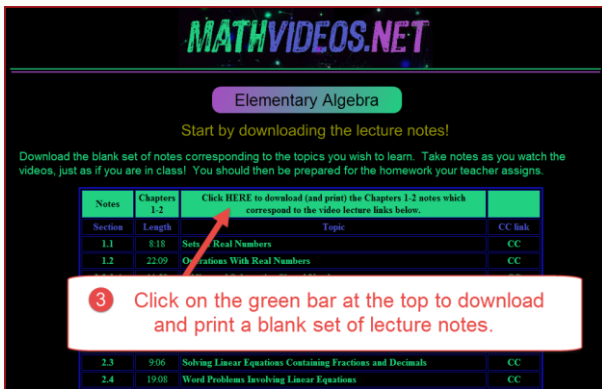 MATHVIDEOS.NET
Elementary Algebra
Start by downloading the lecture notes!
Download the blank set of notes corresponding to the topics you wish to learn. Take notes as you watch the
videos, just as if you are in class! You should then be prepared for the homework your teacher assigns.
Notes Chapters 1-2 Click HERE to download (and print) the Chapters 1-2 notes which
correspond to the video lecture links below.
Section Length Topic CC link
1.1 8:18 Sets Real Numbers CC
1.2 22:09 Operations With Real Numbers CC
3 Click on the green bar at the top to download
and print a blank set of lecture notes.
2.3 9:06 Solving Linear Equations Containing Fractions and Decimals CC
2.4 19:08 Word Problems Involving Linear Equations CC